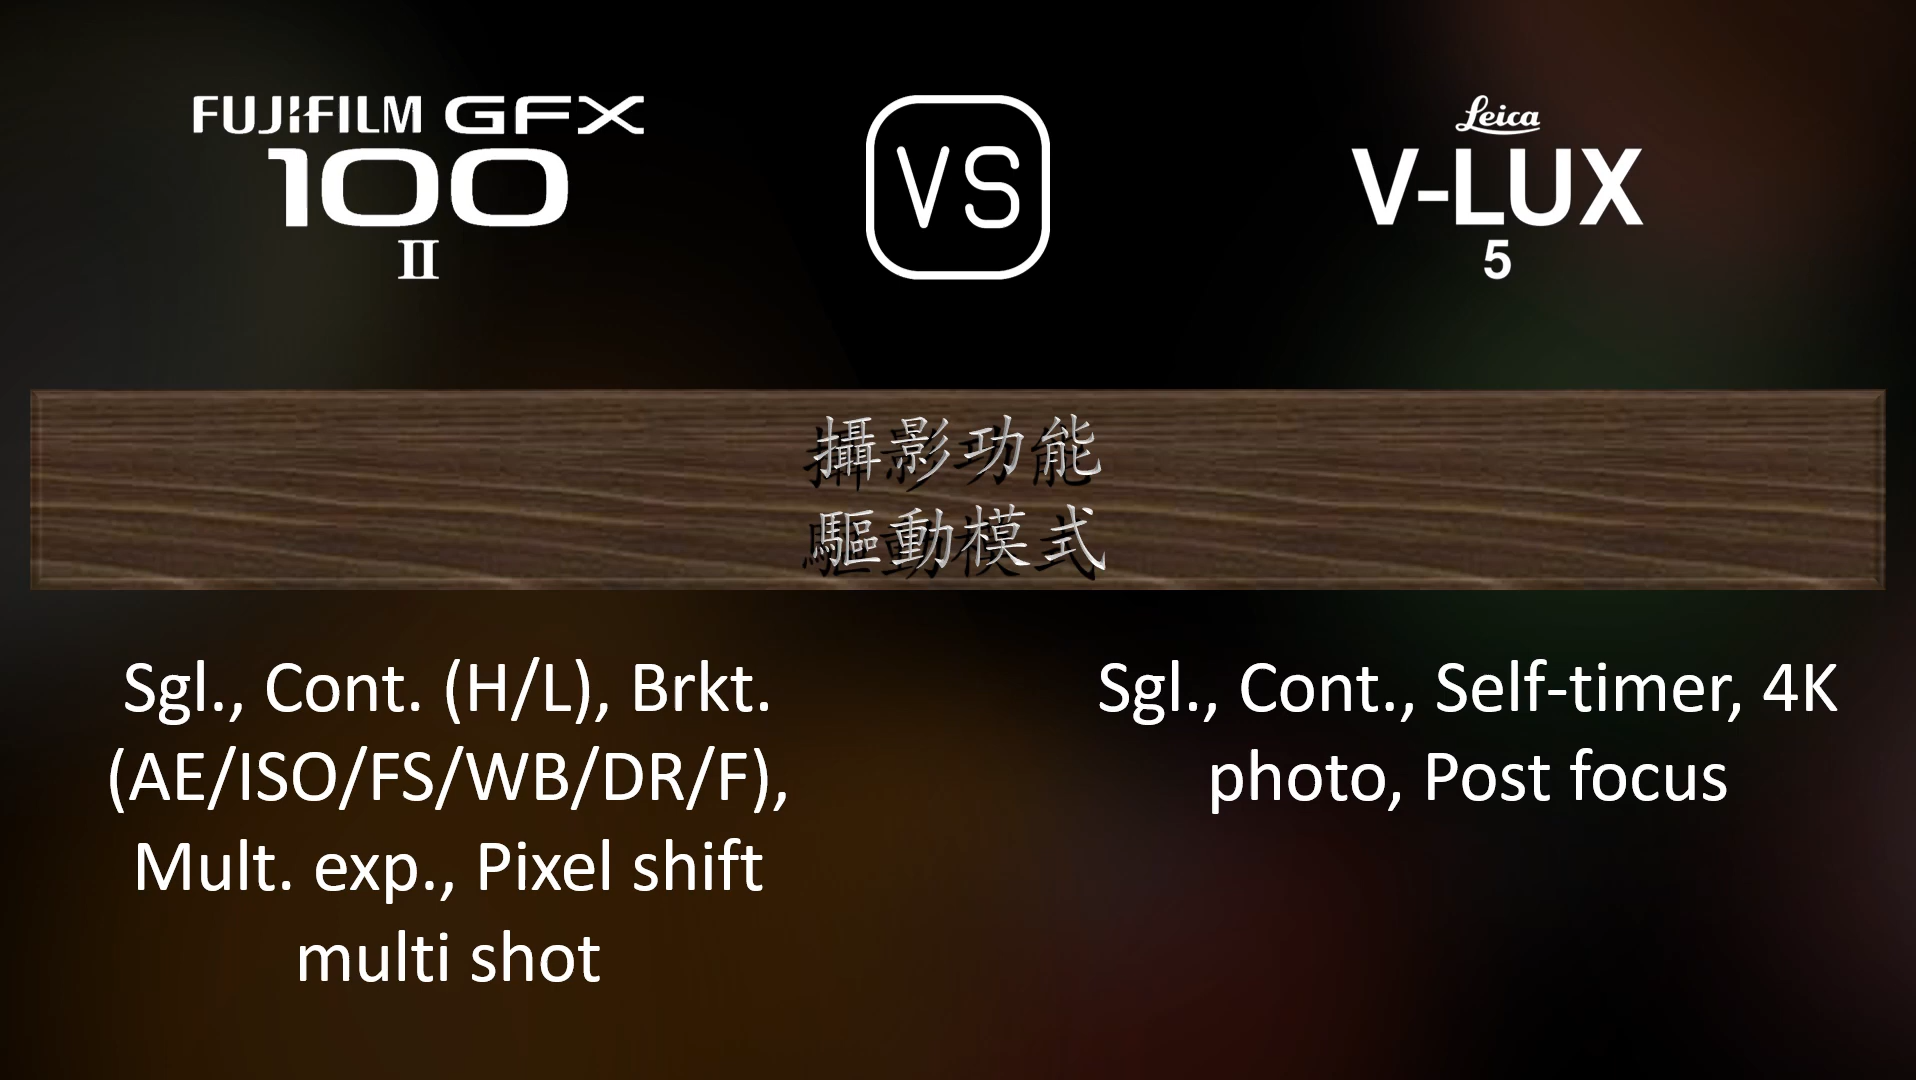 FUJIFILM GFX
100
II
VS
Leica
V-LUX
5
攝影功能
驅動模式
Sgl., Cont. (H/L), Brkt.
(AE/ISO/FS/WB/DR/F),
Mult. exp., Pixel shift
multi shot
Sgl., Cont., Self-timer, 4K
photo, Post focus